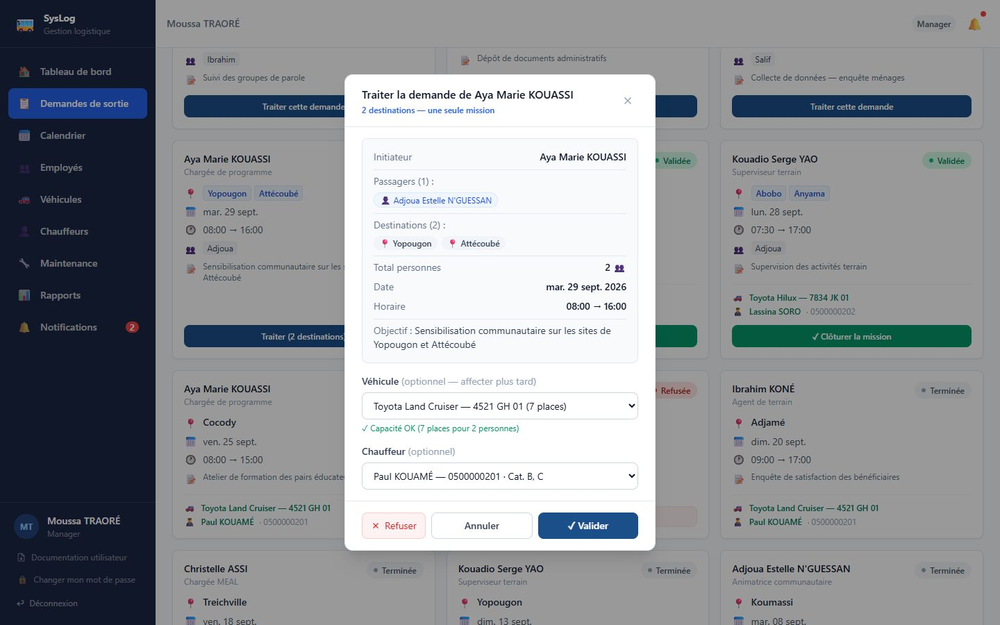 SysLog
Gestion logistique
Tableau de bord
Demandes de sortie
Calendrier
Employés
Véhicules
Chauffeurs
Maintenance
Rapports
Notifications 2
MT
Moussa TRAORÉ
Manager
Documentation utilisateur
Changer mon mot de passe
Déconnexion
Moussa TRAORÉ
Manager
Ibrahim
Suivi des groupes de parole
Traiter cette demande
Dépôt de documents administratifs
Salif
Collecte de données — enquête ménages
Traiter cette demande
Aya Marie KOUASSI
Chargée de programme
Yopougon Attécoubé
mar. 29 sept.
08:00 → 16:00
Adjoua
Sensibilisation communautaire sur les
Attécoubé
Traiter (2 destinations)
Validée
Kouadio Serge YAO
Validée
Superviseur terrain
Abobo Anyama
lun. 28 sept.
07:30 → 17:00
Adjoua
Supervision des activités terrain
Toyota Hilux — 7834 JK 01
Lassina SORO · 0500000202
✓ Clôturer la mission
Aya Marie KOUASSI
Chargée de programme
Cocody
ven. 25 sept.
08:00 → 15:00
Atelier de formation des pairs éducate
Toyota Land Cruiser — 4521 GH 01
Paul KOUAMÉ · 0500000201
Refusée
Ibrahim KONÉ
Terminée
Agent de terrain
Adjamé
dim. 20 sept.
09:00 → 17:00
Enquête de satisfaction des bénéficiaires
Toyota Land Cruiser — 4521 GH 01
Paul KOUAMÉ · 0500000201
Christelle ASSI
Terminée
Chargée MEAL
Treichville
ven. 18 sept.
Kouadio Serge YAO
Terminée
Superviseur terrain
Yopougon
dim. 13 sept.
Adjoua Estelle N'GUESSAN
Terminée
Animatrice communautaire
Koumassi
mar. 08 sept.
Traiter la demande de Aya Marie KOUASSI
2 destinations — une seule mission
×
Initiateur Aya Marie KOUASSI
Passagers (1) :
Adjoua Estelle N'GUESSAN
Destinations (2) :
Yopougon Attécoubé
Total personnes 2
Date mar. 29 sept. 2026
Horaire 08:00 → 16:00
Objectif : Sensibilisation communautaire sur les sites de
Yopougon et Attécoubé
Véhicule (optionnel — affecter plus tard)
Toyota Land Cruiser — 4521 GH 01 (7 places)
✓ Capacité OK (7 places pour 2 personnes)
Chauffeur (optionnel)
Paul KOUAMÉ — 0500000201 · Cat. B, C
✕ Refuser
Annuler
✓ Valider